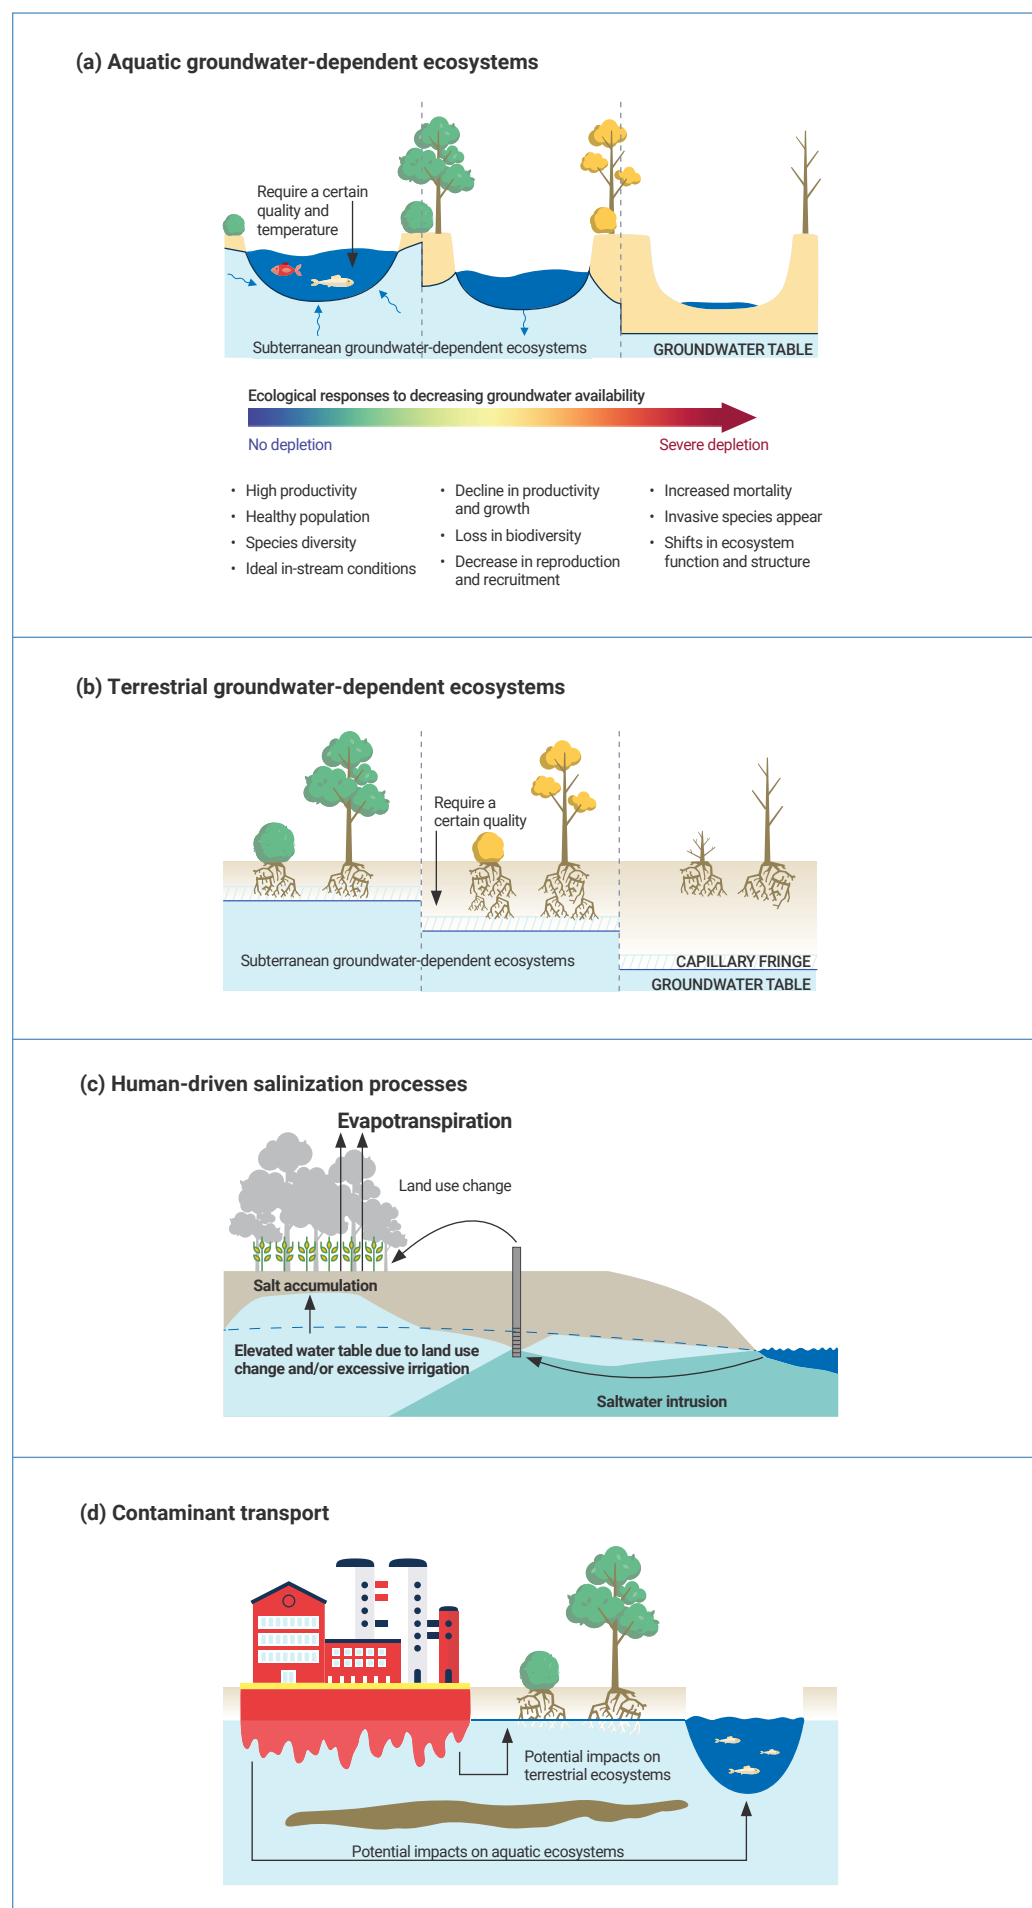 (a) Aquatic groundwater-dependent ecosystems
Require a certain
quality and
temperature
Subterranean groundwater-dependent ecosystems
GROUNDWATER TABLE
Ecological responses to decreasing groundwater availability
No depletion
Severe depletion
• High productivity
• Healthy population
• Species diversity
• Ideal in-stream conditions
• Decline in productivity
and growth
• Loss in biodiversity
• Decrease in reproduction
and recruitment
• Increased mortality
• Invasive species appear
• Shifts in ecosystem
function and structure
(b) Terrestrial groundwater-dependent ecosystems
Require a
certain quality
Subterranean groundwater-dependent ecosystems
CAPILLARY FRINGE
GROUNDWATER TABLE
(c) Human-driven salinization processes
Evapotranspiration
Land use change
Salt accumulation
Elevated water table due to land use
change and/or excessive irrigation
Saltwater intrusion
(d) Contaminant transport
Potential impacts on
terrestrial ecosystems
Potential impacts on aquatic ecosystems